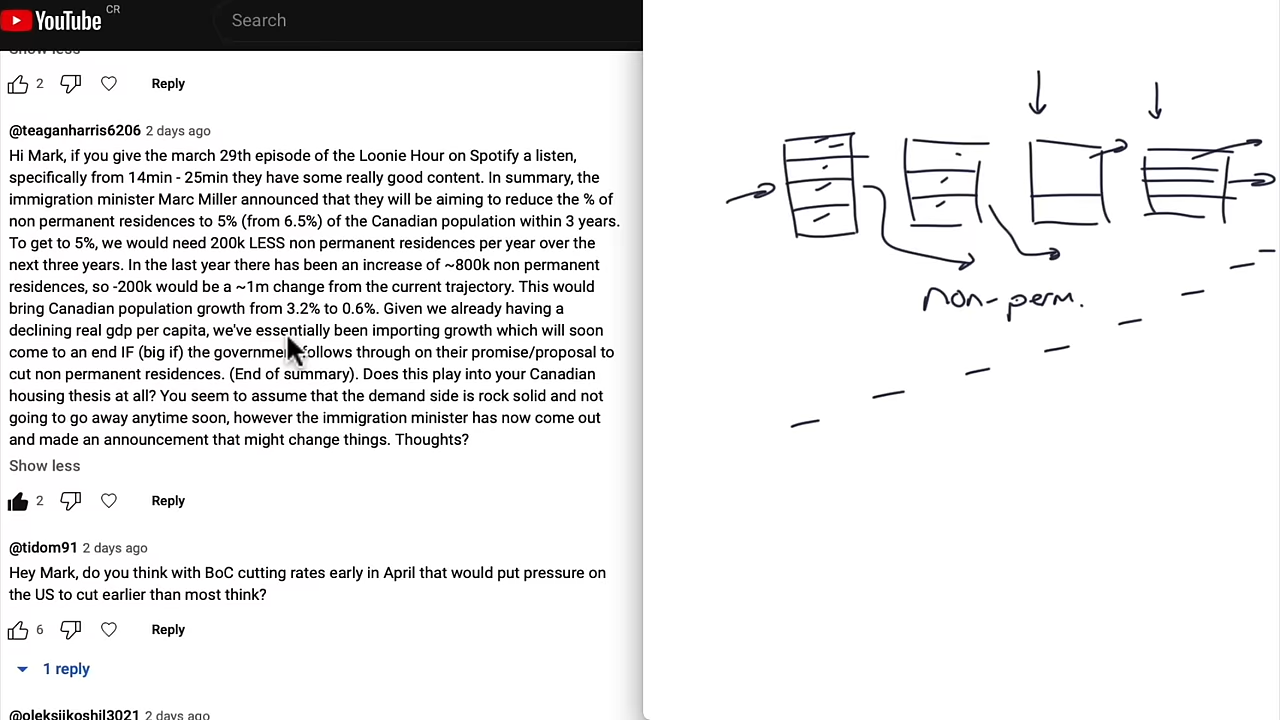 YouTube CR
Search
Show less
2
Reply
@teaganharris6206 2 days ago
Hi Mark, if you give the march 29th episode of the Loonie Hour on Spotify a listen,
specifically from 14min - 25min they have some really good content. In summary, the
immigration minister Marc Miller announced that they will be aiming to reduce the % of
non permanent residences to 5% (from 6.5%) of the Canadian population within 3 years.
To get to 5%, we would need 200k LESS non permanent residences per year over the
next three years. In the last year there has been an increase of ~800k non permanent
residences, so -200k would be a ~1m change from the current trajectory. This would
bring Canadian population growth from 3.2% to 0.6%. Given we already having a
declining real gdp per capita, we've essentially been importing growth which will soon
come to an end IF (big if) the government follows through on their promise/proposal to
cut non permanent residences. (End of summary). Does this play into your Canadian
housing thesis at all? You seem to assume that the demand side is rock solid and not
going to go away anytime soon, however the immigration minister has now come out
and made an announcement that might change things. Thoughts?
Show less
2
Reply
@tidom91 2 days ago
Hey Mark, do you think with BoC cutting rates early in April that would put pressure on
the US to cut earlier than most think?
6
Reply
1 reply
@oleksiikoshil3021 2 days ago
non-perm.